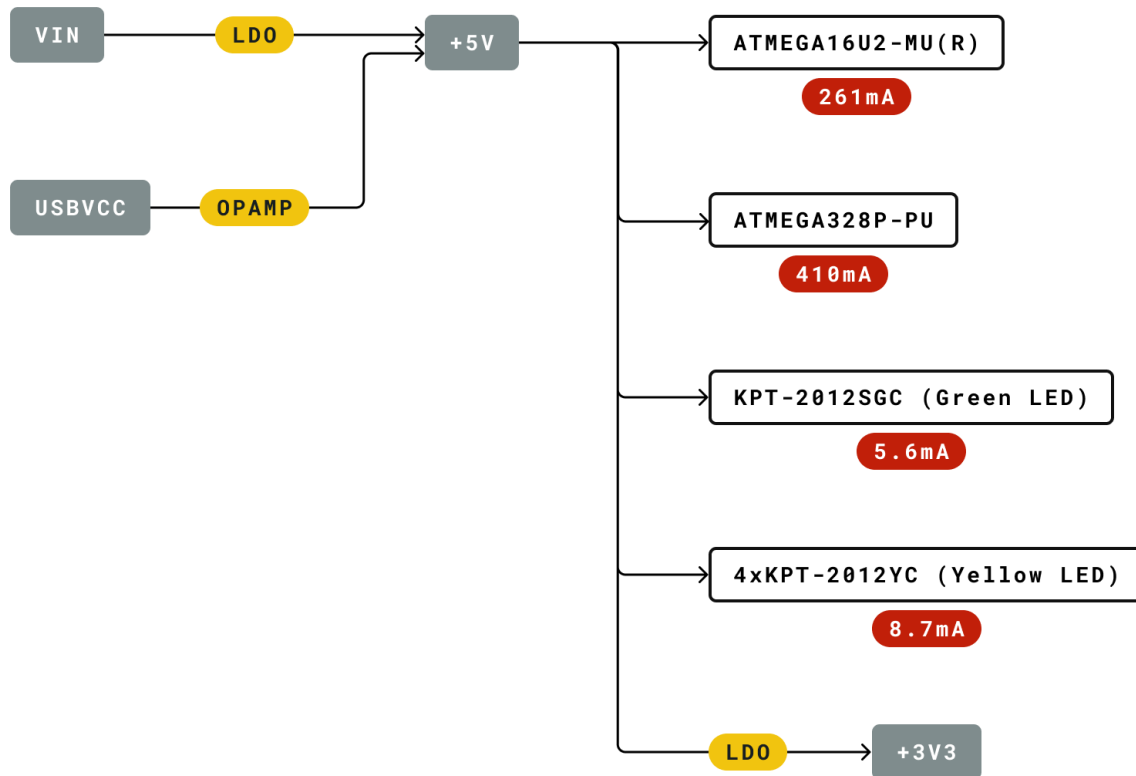 VIN
LDO
+5V
ATMEGA16U2-MU(R)
261mA
USBVCC
OPAMP
ATMEGA328P-PU
410mA
KPT-2012SGC (Green LED)
5.6mA
4xKPT-2012YC (Yellow LED)
8.7mA
LDO
+3V3